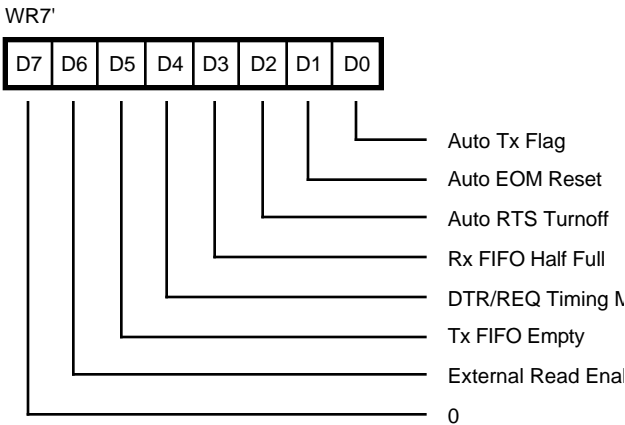 WR7'
D7 D6 D5 D4 D3 D2 D1 D0
Auto Tx Flag
Auto EOM Reset
Auto RTS Turnoff
Rx FIFO Half Full
DTR/REQ Timing
Tx FIFO Empty
External Read
0